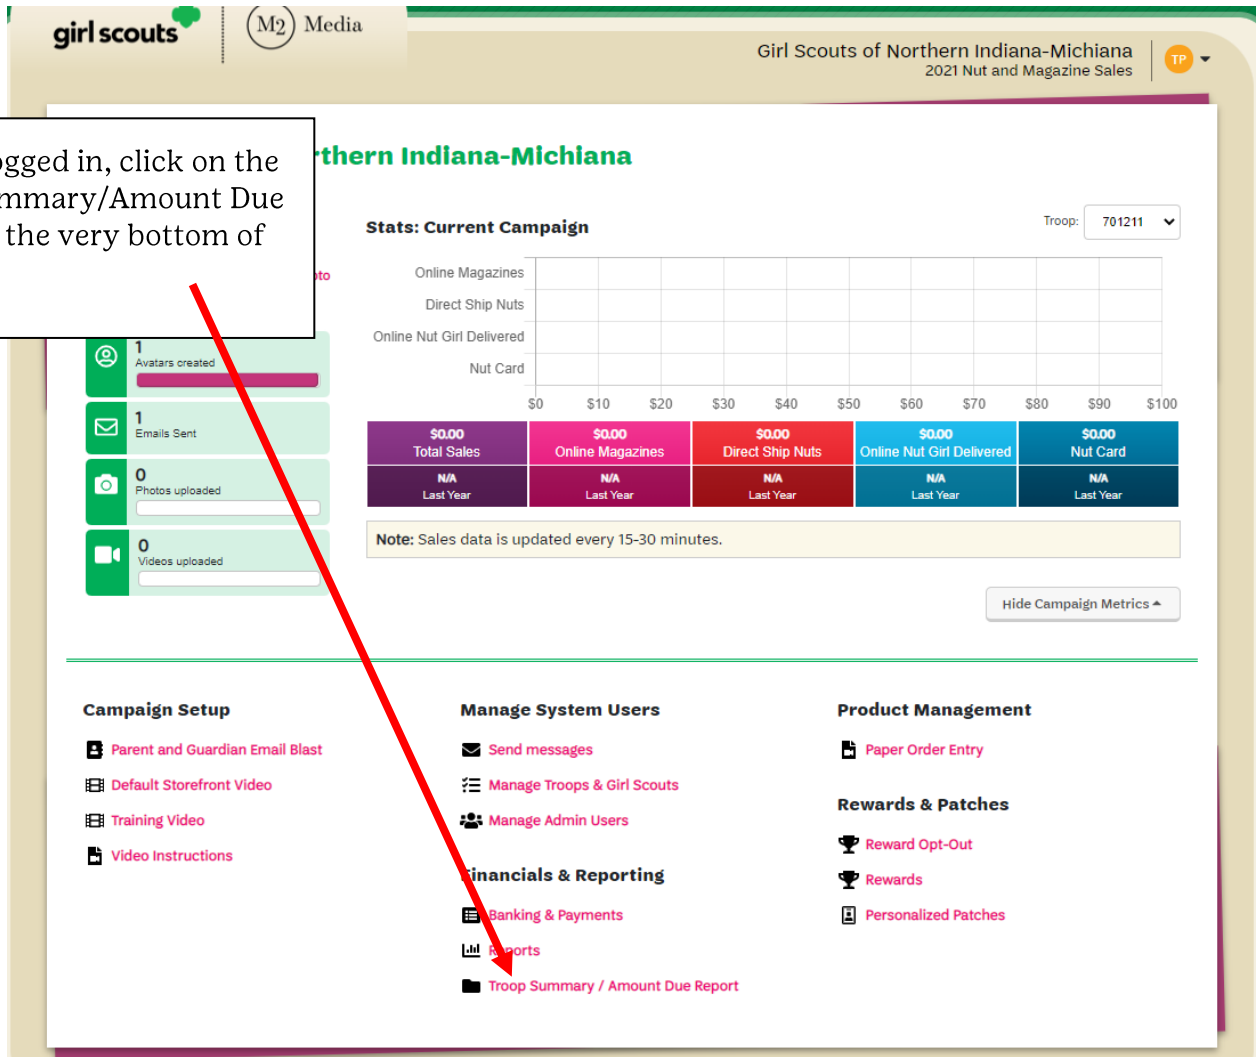 girl scouts
M2 Media
Girl Scouts of Northern Indiana-Michiana
2021 Nut and Magazine Sales
TP
ogged in, click on the
mmary/Amount Due
the very bottom of
thern Indiana-Michiana
oto
Stats: Current Campaign
Troop: 701211
Online Magazines
Direct Ship Nuts
Online Nut Girl Delivered
Nut Card
$0 $10 $20 $30 $40 $50 $60 $70 $80 $90 $100
1
Avatars created
1
Emails Sent
0
Photos uploaded
0
Videos uploaded
$0.00 $0.00 $0.00 $0.00 $0.00
Total Sales Online Magazines Direct Ship Nuts Online Nut Girl Delivered Nut Card
N/A N/A N/A N/A N/A
Last Year Last Year Last Year Last Year Last Year
Note: Sales data is updated every 15-30 minutes.
Hide Campaign Metrics
Campaign Setup
Parent and Guardian Email Blast
Default Storefront Video
Training Video
Video Instructions
Manage System Users
Send messages
Manage Troops & Girl Scouts
Manage Admin Users
Financials & Reporting
Banking & Payments
Reports
Troop Summary / Amount Due Report
Product Management
Paper Order Entry
Rewards & Patches
Reward Opt-Out
Rewards
Personalized Patches